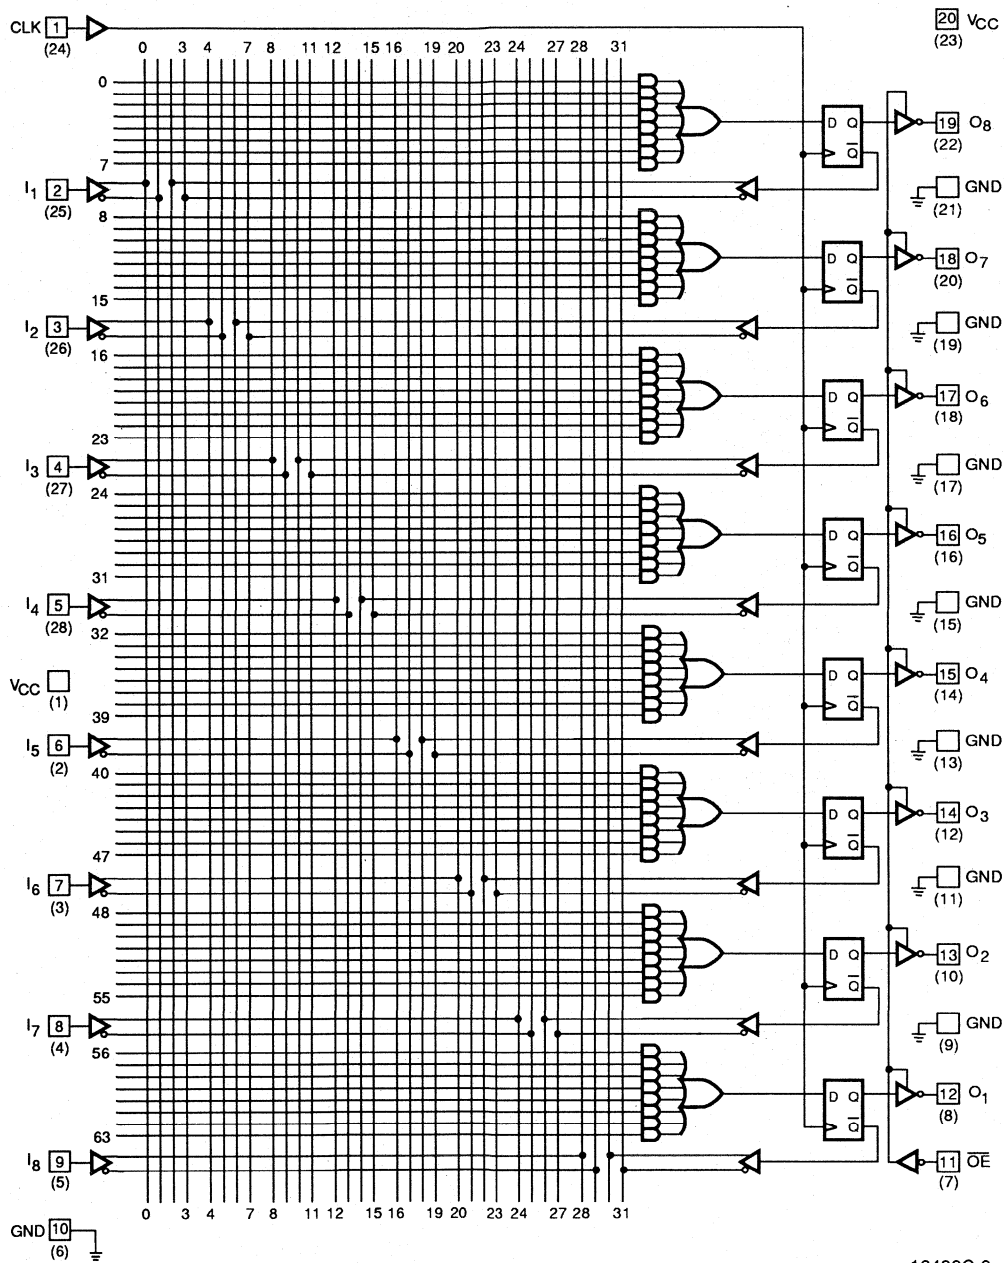 CLK 1 (24)
20 VCC (23)
0 3 4 7 8 11 12 15 16 19 20 23 24 27 28 31
0
D Q
Q
19 O8 (22)
7
I1 2 (25)
GND (21)
8
D Q
Q
18 O7 (20)
15
I2 3 (26)
GND (19)
16
D Q
Q
17 O6 (18)
23
I3 4 (27)
GND (17)
24
D Q
Q
16 O5 (16)
31
I4 5 (28)
GND (15)
32
D Q
Q
15 O4 (14)
VCC (1)
39
I5 6 (2)
GND (13)
40
D Q
Q
14 O3 (12)
47
I6 7 (3)
GND (11)
48
D Q
Q
13 O2 (10)
55
I7 8 (4)
GND (9)
56
D Q
Q
12 O1 (8)
63
I8 9 (5)
11 OE (7)
0 3 4 7 8 11 12 15 16 19 20 23 24 27 28 31
GND 10 (6)